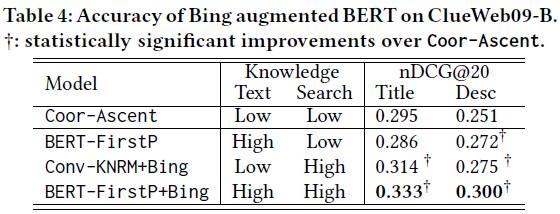 Table 4: Accuracy of Bing augmented BERT on ClueWeb09-B.
†: statistically significant improvements over Coor-Ascent.
Model Knowledge nDCG@20
Text Search Title Desc
Coor-Ascent Low Low 0.295 0.251
BERT-FirstP High Low 0.286 0.272†
Conv-KNRM+Bing Low High 0.314 † 0.275 †
BERT-FirstP+Bing High High 0.333† 0.300†